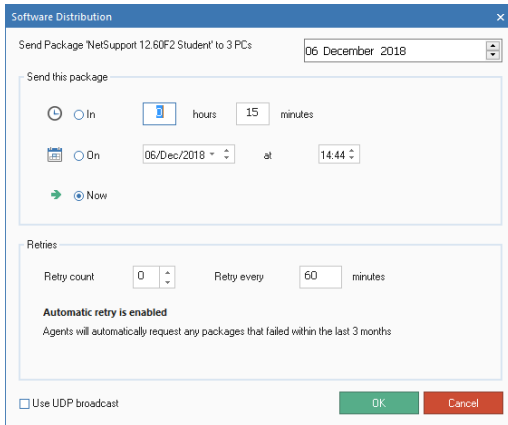 Software Distribution
Send Package 'NetSupport 12.60F2 Student' to 3 PCs
06 December 2018
Send this package
In 0 hours 15 minutes
On 06/Dec/2018 at 14:44
Now
Retries
Retry count 0 Retry every 60 minutes
Automatic retry is enabled
Agents will automatically request any packages that failed within the last 3 months
Use UDP broadcast
OK Cancel